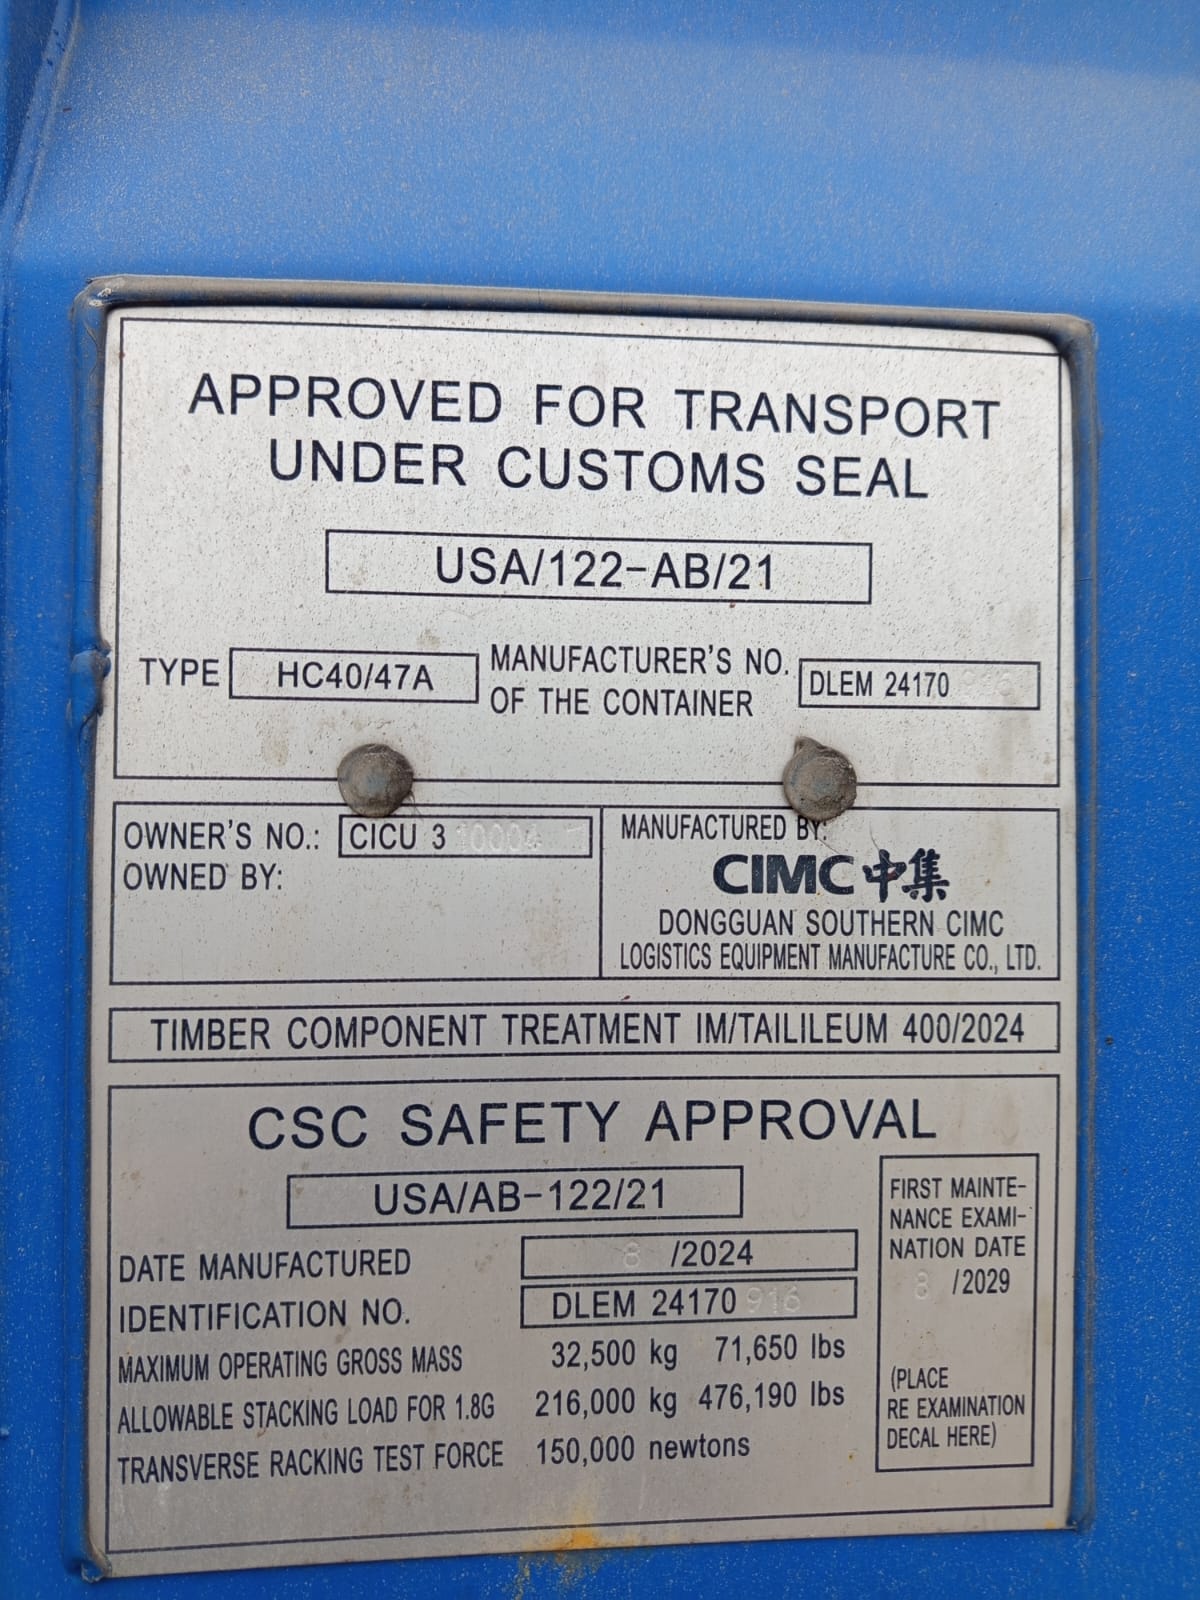 APPROVED FOR TRANSPORT
UNDER CUSTOMS SEAL
USA/122-AB/21
TYPE HC40/47A MANUFACTURER'S NO.
OF THE CONTAINER DLEM 24170
OWNER'S NO.: CICU 3
OWNED BY:
MANUFACTURED BY:
CIMC 中集
DONGGUAN SOUTHERN CIMC
LOGISTICS EQUIPMENT MANUFACTURE CO., LTD.
TIMBER COMPONENT TREATMENT IM/TAILILEUM 400/2024
CSC SAFETY APPROVAL
USA/AB-122/21
DATE MANUFACTURED 8 /2024
IDENTIFICATION NO. DLEM 24170 916
MAXIMUM OPERATING GROSS MASS 32,500 kg 71,650 lbs
ALLOWABLE STACKING LOAD FOR 1.8G 216,000 kg 476,190 lbs
TRANSVERSE RACKING TEST FORCE 150,000 newtons
FIRST MAINTE-
NANCE EXAMI-
NATION DATE
8 /2029
(PLACE
RE EXAMINATION
DECAL HERE)